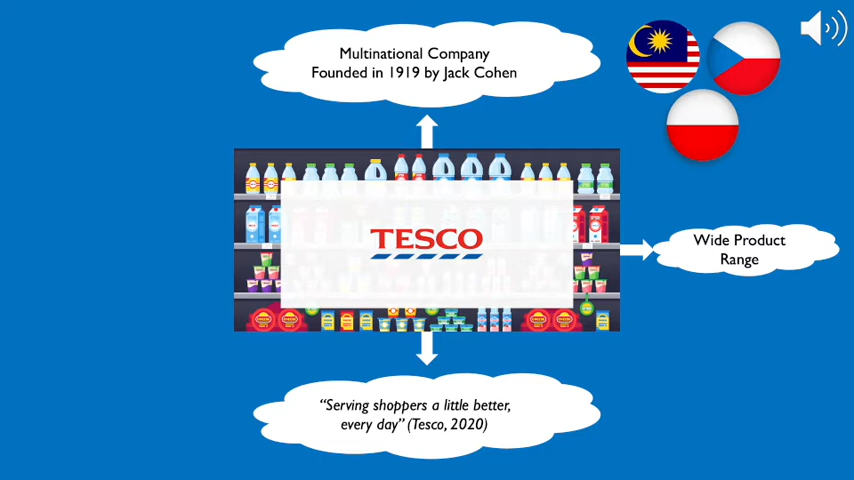 Multinational Company
Founded in 1919 by Jack Cohen
TESCO
Wide Product
Range
“Serving shoppers a little better,
every day” (Tesco, 2020)